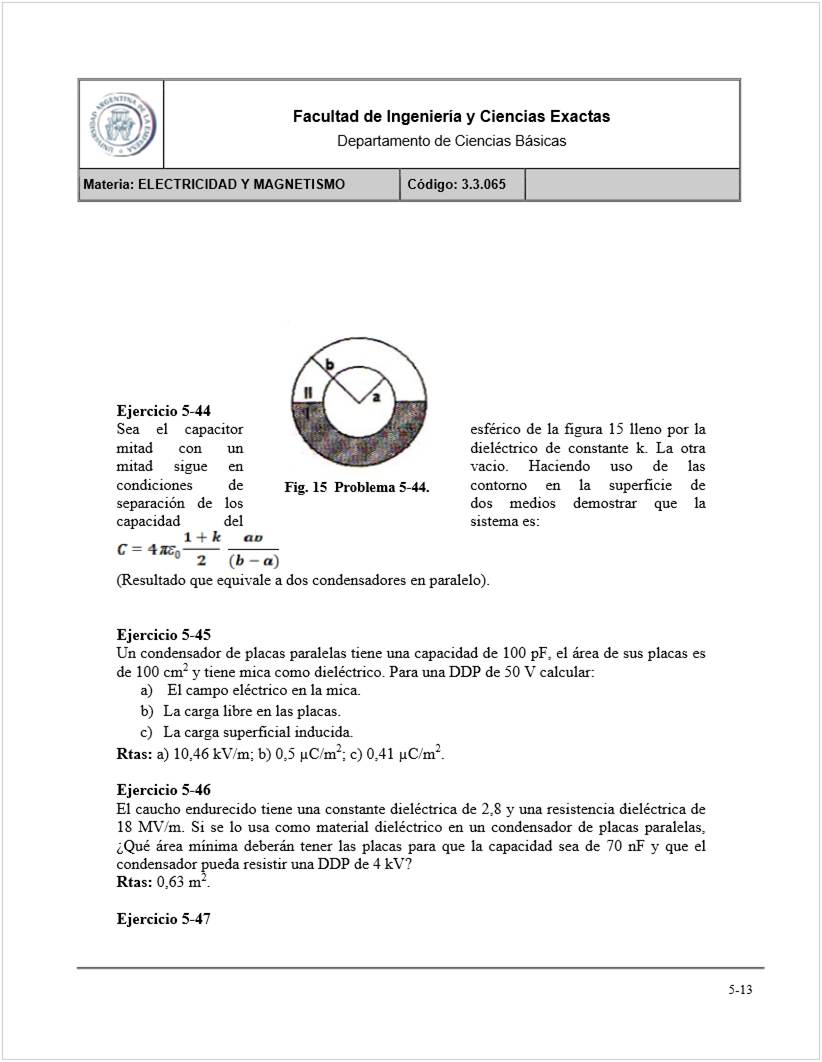 UNIVERSIDAD ARGENTINA DE LA EMPRESA
Facultad de Ingeniería y Ciencias Exactas
Departamento de Ciencias Básicas
Materia: ELECTRICIDAD Y MAGNETISMO
Código: 3.3.065
b
a
II
I
Fig. 15 Problema 5-44.
Ejercicio 5-44
Sea el capacitor esférico de la figura 15 lleno por la
mitad con un dieléctrico de constante k. La otra
mitad sigue en vacio. Haciendo uso de las
condiciones de contorno en la superficie de
separación de los dos medios demostrar que la
capacidad del sistema es:
C = 4πε₀ (1 + k)/2 ab/(b − a)
(Resultado que equivale a dos condensadores en paralelo).
Ejercicio 5-45
Un condensador de placas paralelas tiene una capacidad de 100 pF, el área de sus placas es
de 100 cm² y tiene mica como dieléctrico. Para una DDP de 50 V calcular:
a) El campo eléctrico en la mica.
b) La carga libre en las placas.
c) La carga superficial inducida.
Rtas: a) 10,46 kV/m; b) 0,5 µC/m²; c) 0,41 µC/m².
Ejercicio 5-46
El caucho endurecido tiene una constante dieléctrica de 2,8 y una resistencia dieléctrica de
18 MV/m. Si se lo usa como material dieléctrico en un condensador de placas paralelas,
¿Qué área mínima deberán tener las placas para que la capacidad sea de 70 nF y que el
condensador pueda resistir una DDP de 4 kV?
Rtas: 0,63 m².
Ejercicio 5-47
5-13